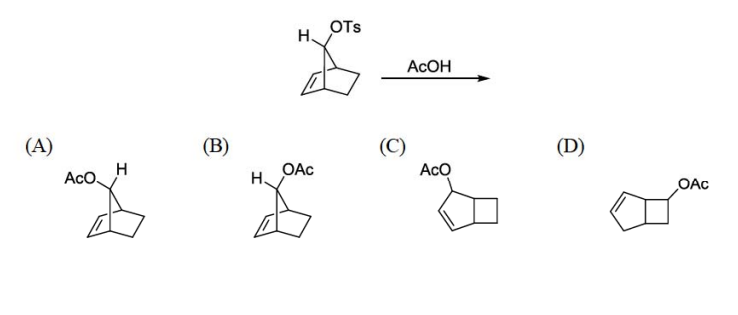 H OTs
AcOH
(A) (B) (C) (D)
AcO H
H OAc
AcO
OAc